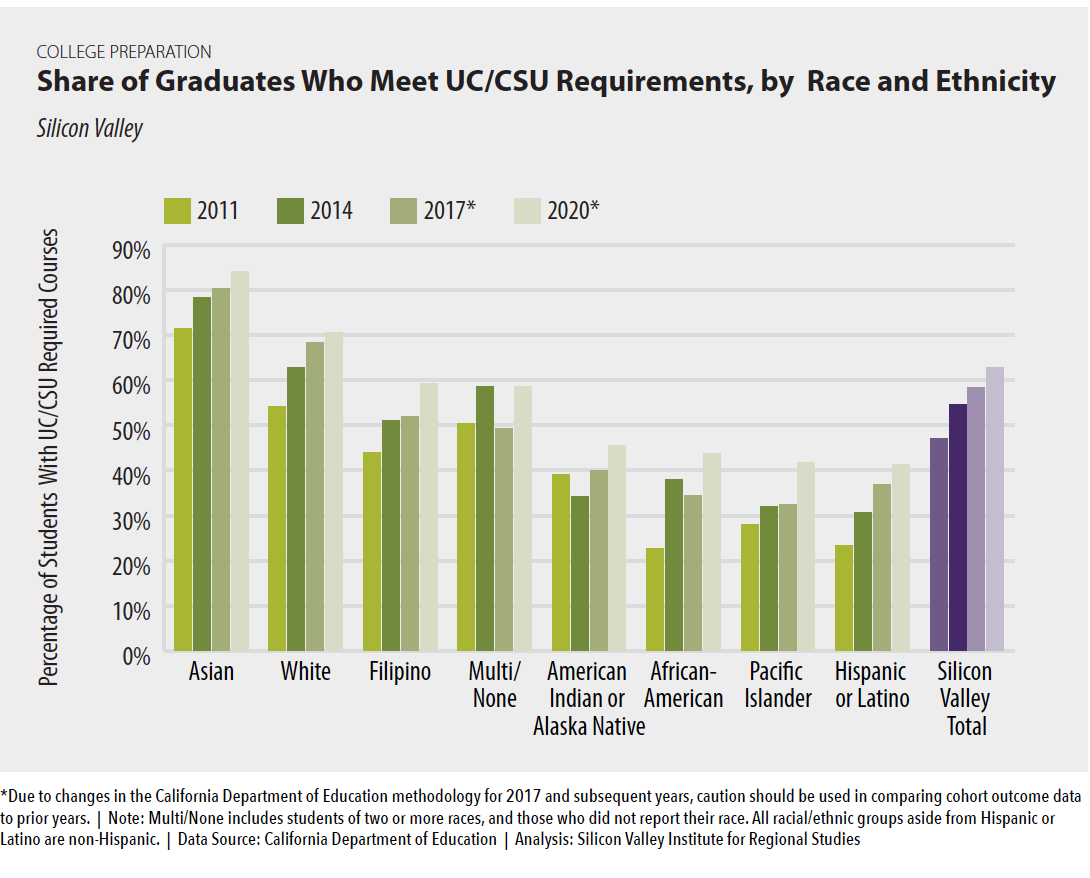 COLLEGE PREPARATION
Share of Graduates Who Meet UC/CSU Requirements, by Race and Ethnicity
Silicon Valley
2011 2014 2017* 2020*
Percentage of Students With UC/CSU Required Courses
90%
80%
70%
60%
50%
40%
30%
20%
10%
0%
Asian White Filipino Multi/ American African- Pacific Hispanic Silicon
None Indian or American Islander or Latino Valley
Alaska Native Total
*Due to changes in the California Department of Education methodology for 2017 and subsequent years, caution should be used in comparing cohort outcome data
to prior years. | Note: Multi/None includes students of two or more races, and those who did not report their race. All racial/ethnic groups aside from Hispanic or
Latino are non-Hispanic. | Data Source: California Department of Education | Analysis: Silicon Valley Institute for Regional Studies